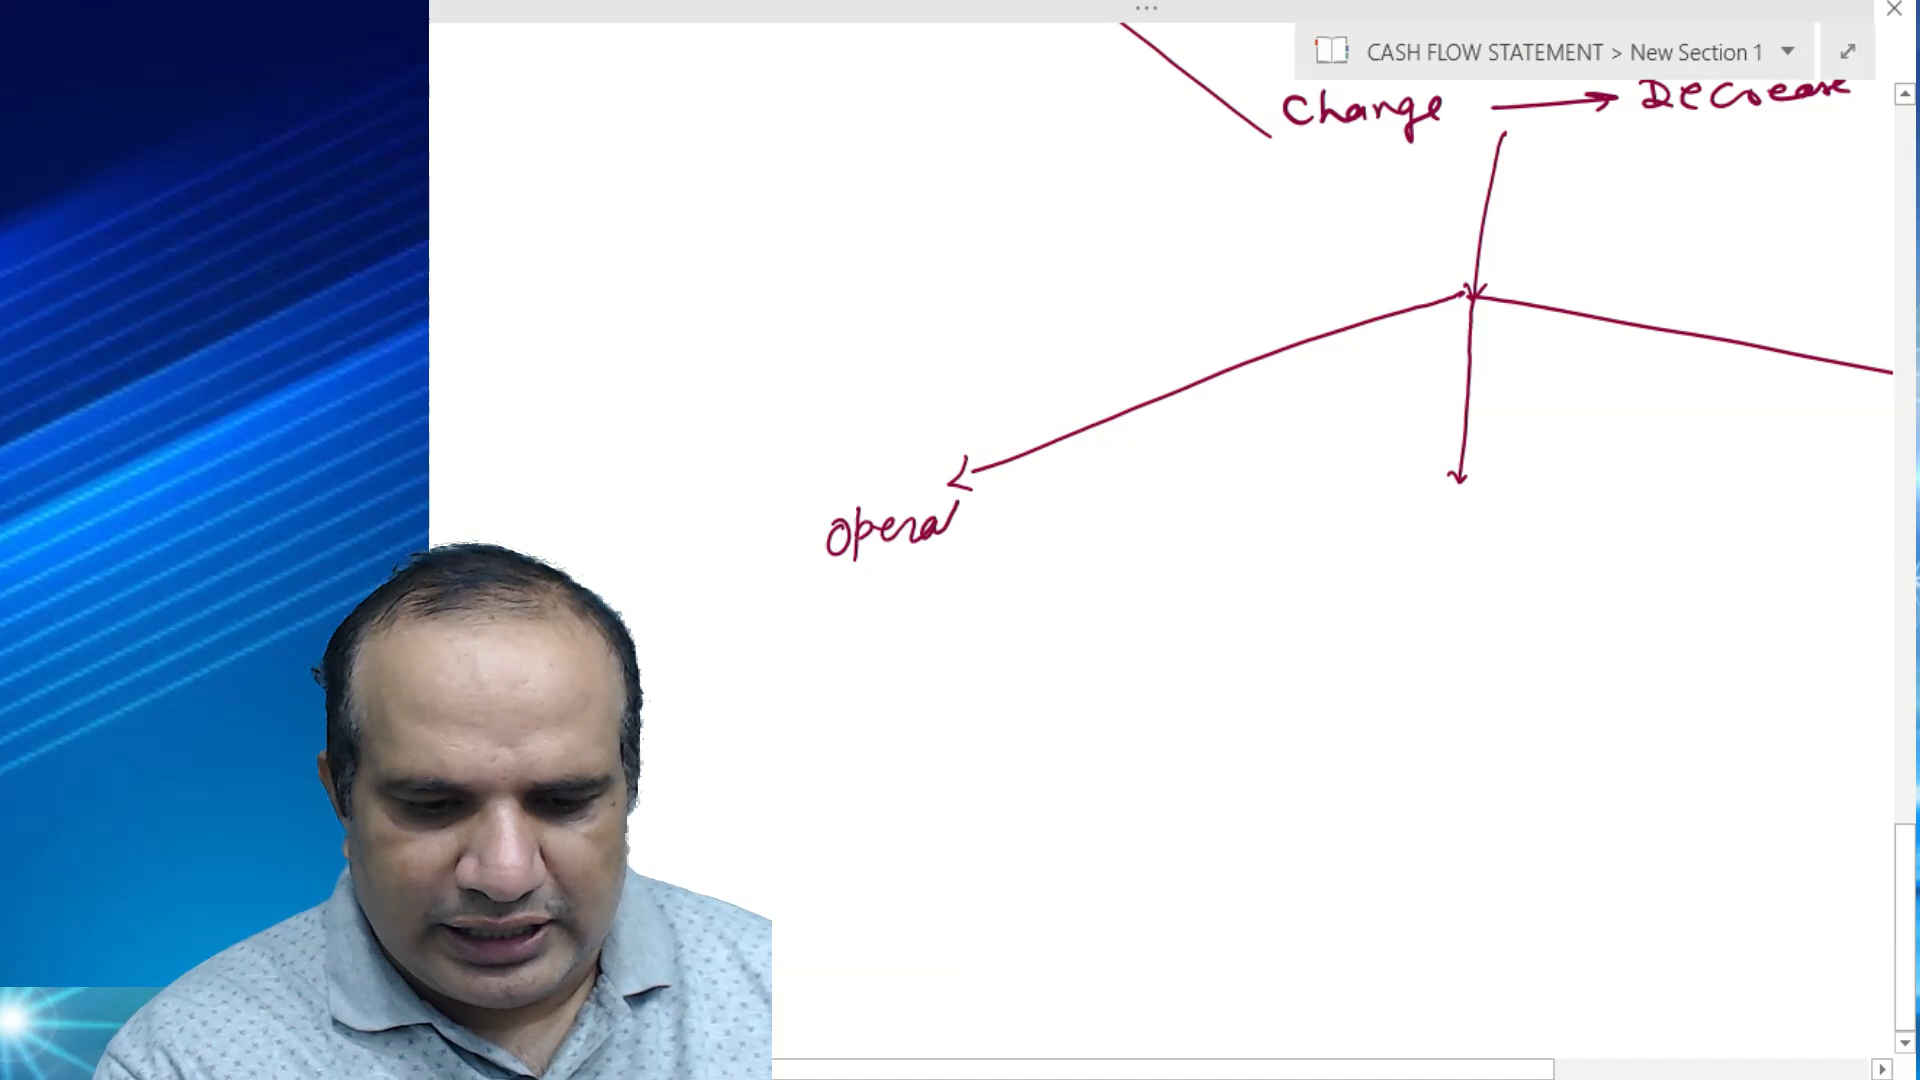 CASH FLOW STATEMENT > New Section 1
Change → Decrease
Opera